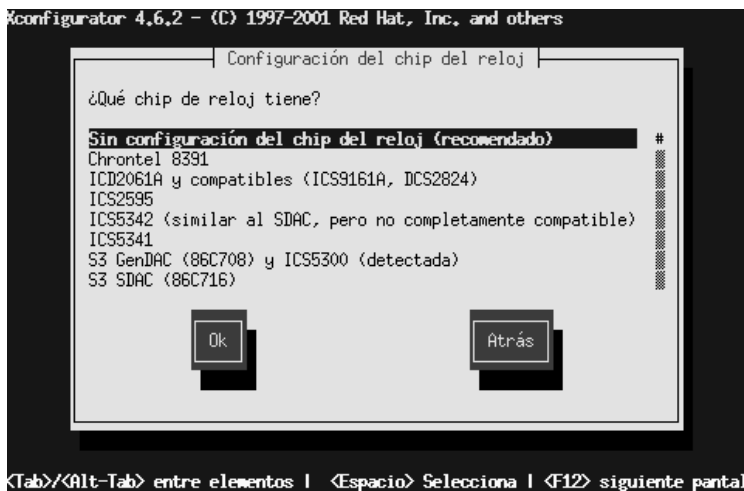 Xconfigurator 4.6.2 - (C) 1997-2001 Red Hat, Inc. and others
Configuración del chip del reloj
¿Qué chip de reloj tiene?
Sin configuración del chip del reloj (recomendado) #
Chrontel 8391
ICD2061A y compatibles (ICS9161A, DCS2824)
ICS2595
ICS5342 (similar al SDAC, pero no completamente compatible)
ICS5341
S3 GenDAC (86C708) y ICS5300 (detectada)
S3 SDAC (86C716)
Ok Atrás
<Tab>/<Alt-Tab> entre elementos | <Espacio> Selecciona | <F12> siguiente pantal